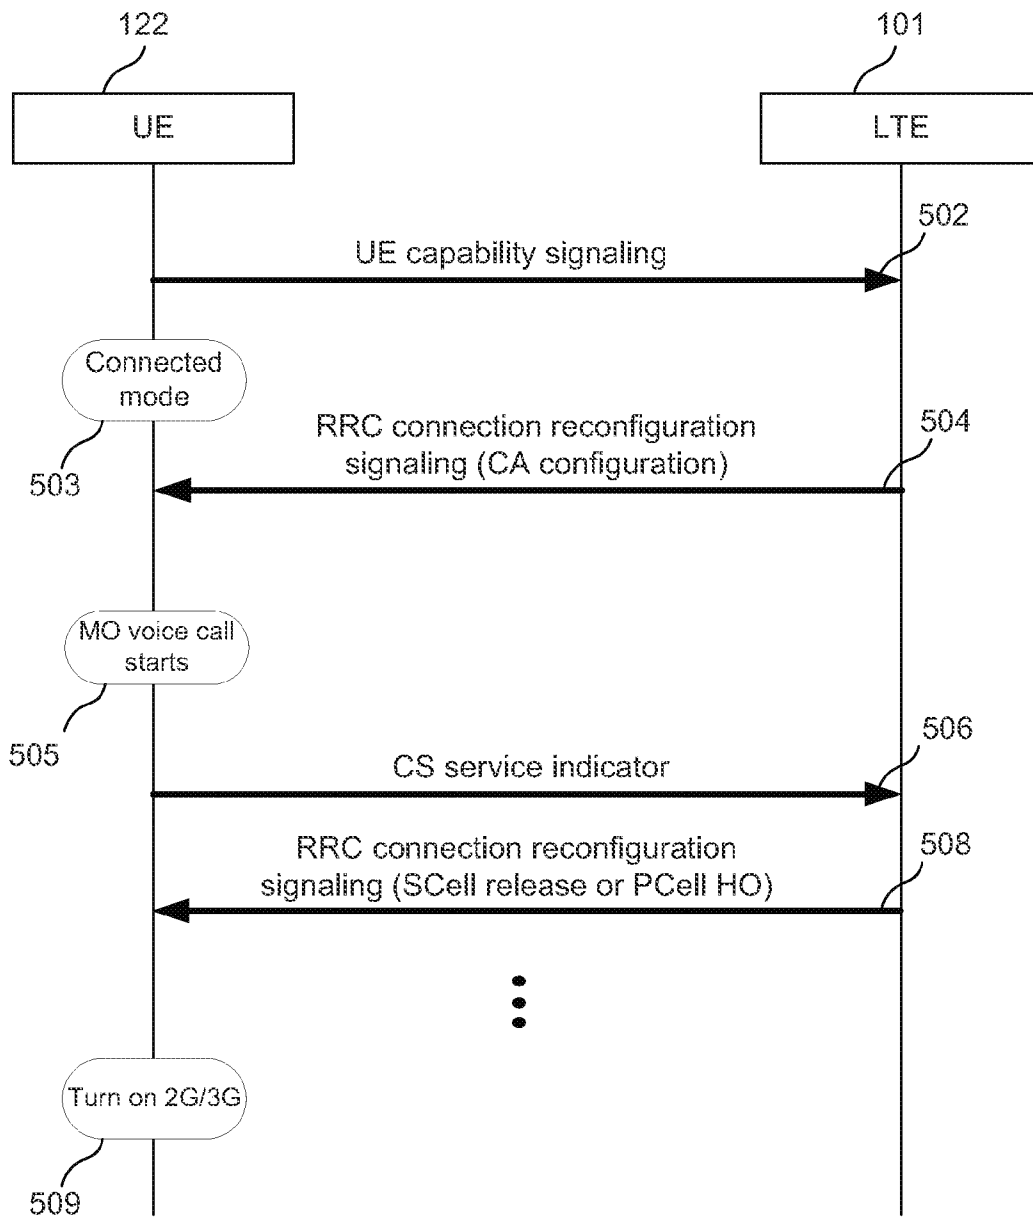 122
101
UE
LTE
502
UE capability signaling
Connected
mode
503
504
RRC connection reconfiguration
signaling (CA configuration)
MO voice call
starts
505
506
CS service indicator
508
RRC connection reconfiguration
signaling (SCell release or PCell HO)
Turn on 2G/3G
509